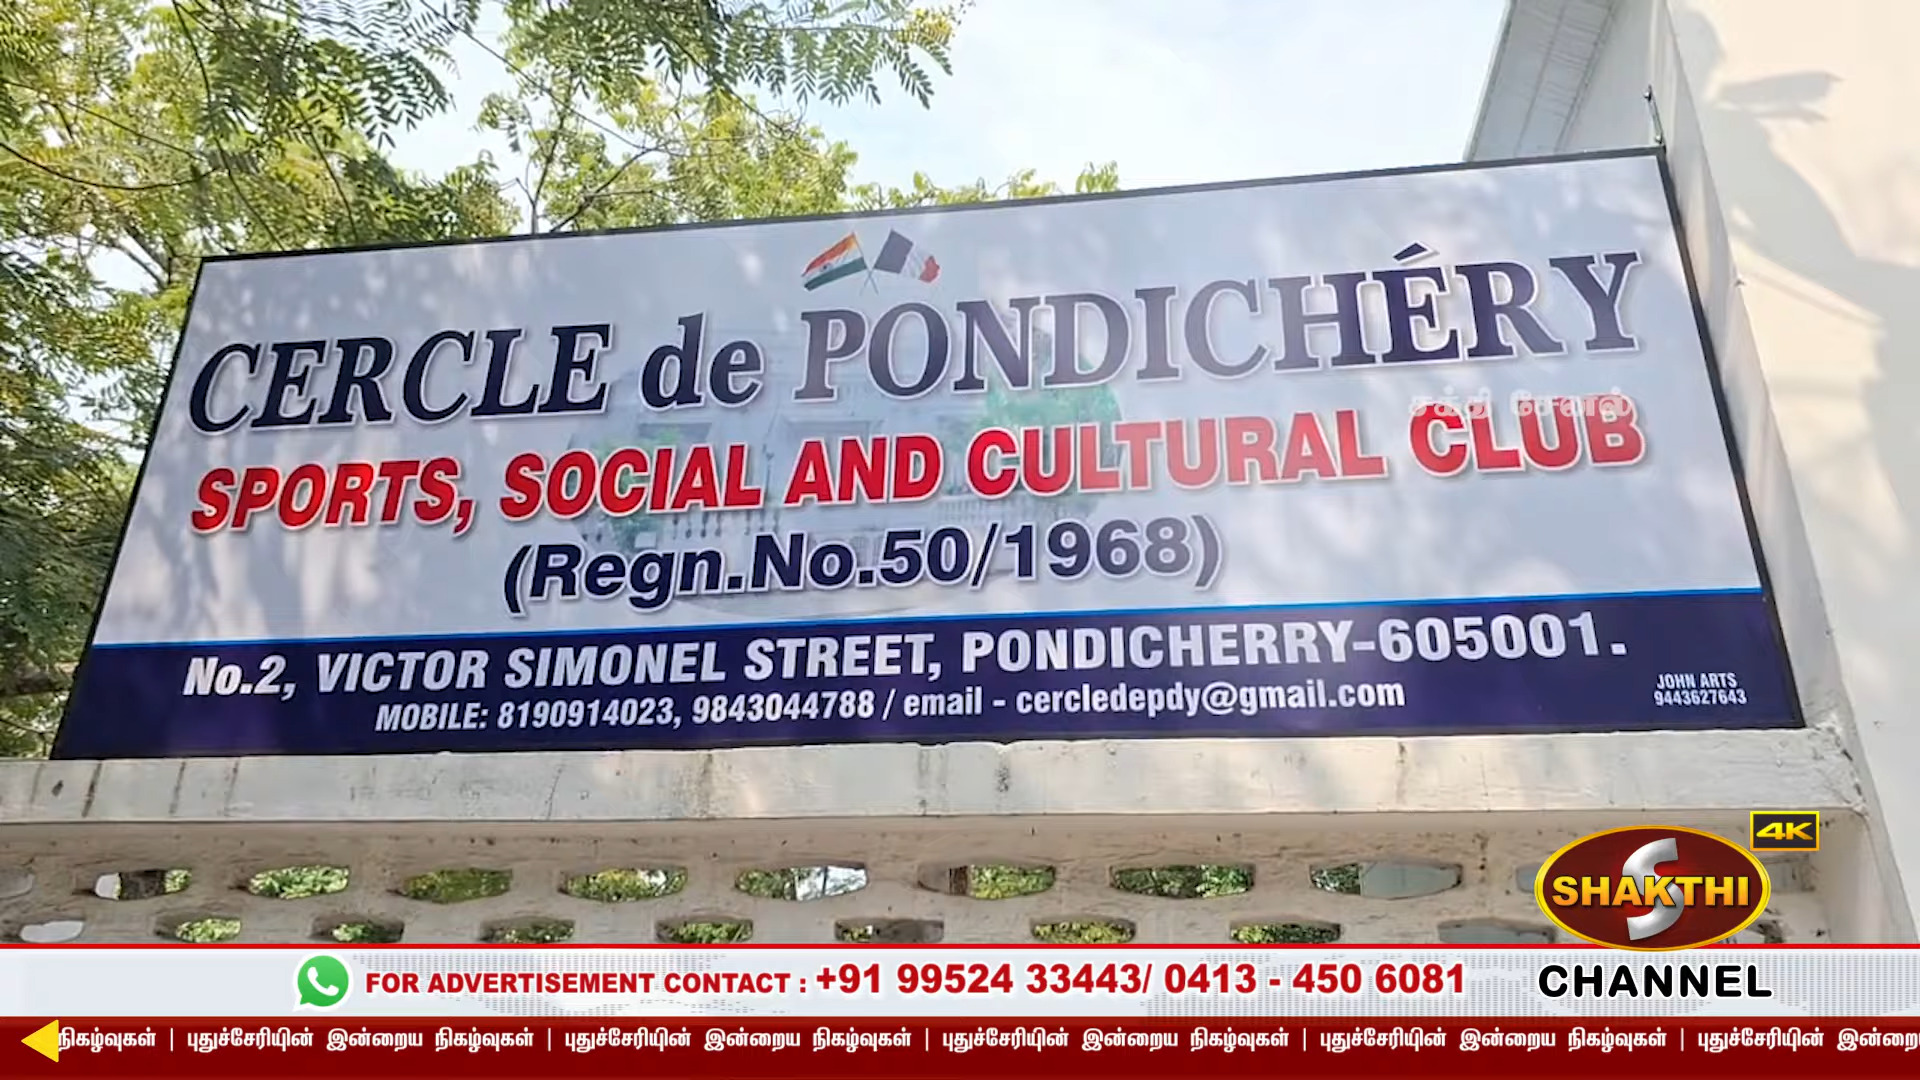 CERCLE de PONDICHÉRY
SPORTS, SOCIAL AND CULTURAL CLUB
(Regn.No.50/1968)
No.2, VICTOR SIMONEL STREET, PONDICHERRY-605001.
MOBILE: 8190914023, 9843044788 / email - cercledepdy@gmail.com
JOHN ARTS
9443627643
சக்தி சேனல்
4K
S
SHAKTHI
CHANNEL
FOR ADVERTISEMENT CONTACT : +91 99524 33443/ 0413 - 450 6081
நிகழ்வுகள் | புதுச்சேரியின் இன்றைய நிகழ்வுகள் | புதுச்சேரியின் இன்றைய நிகழ்வுகள் | புதுச்சேரியின் இன்றைய நிகழ்வுகள் | புதுச்சேரியின் இன்றைய நிகழ்வுகள் | புதுச்சேரியின்